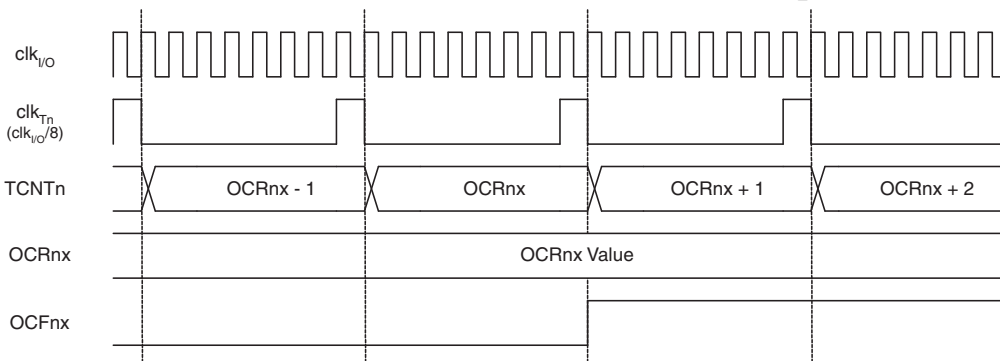 clkI/O
clkTn
(clkI/O/8)
TCNTn OCRnx - 1 OCRnx OCRnx + 1 OCRnx + 2
OCRnx OCRnx Value
OCFnx